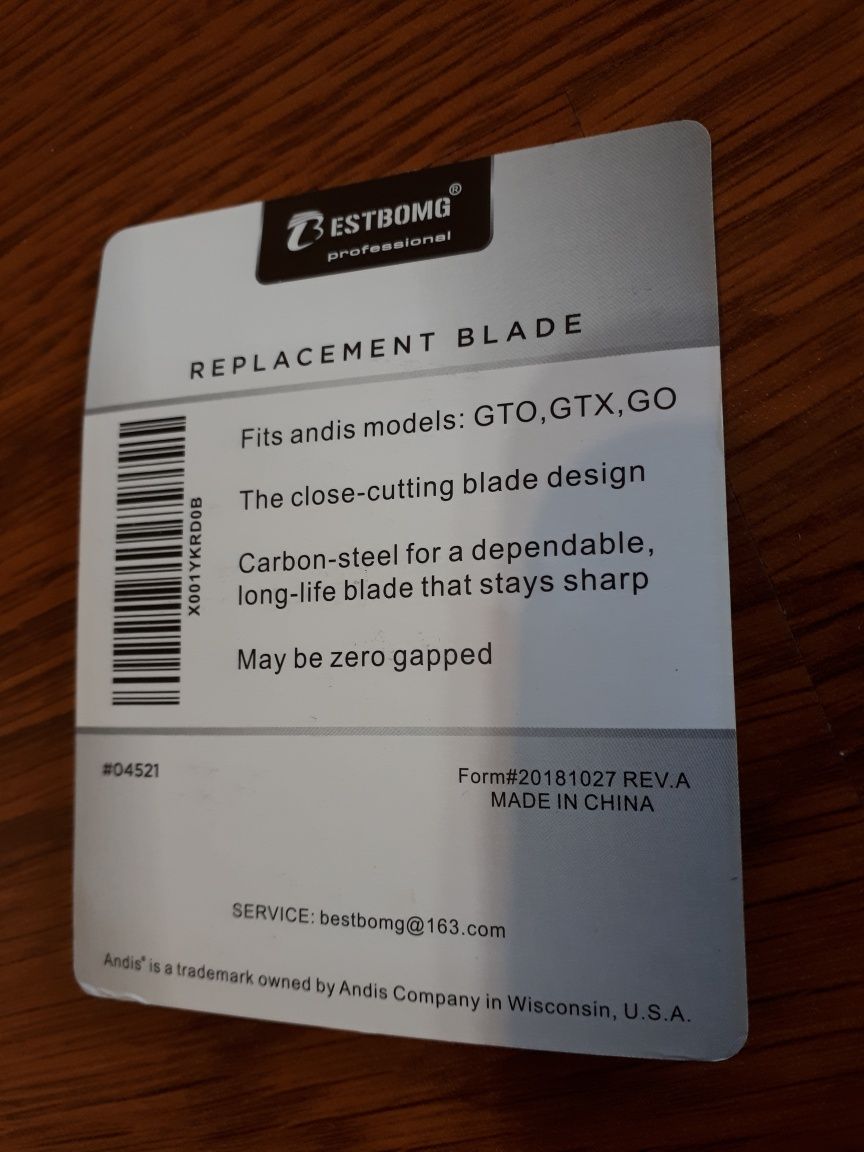 BESTBOMG®
professional
REPLACEMENT BLADE
Fits andis models: GTO,GTX,GO
The close-cutting blade design
Carbon-steel for a dependable,
long-life blade that stays sharp
May be zero gapped
X001YKRD0B
#04521
Form#20181027 REV.A
MADE IN CHINA
SERVICE: bestbomg@163.com
Andis® is a trademark owned by Andis Company in Wisconsin, U.S.A.